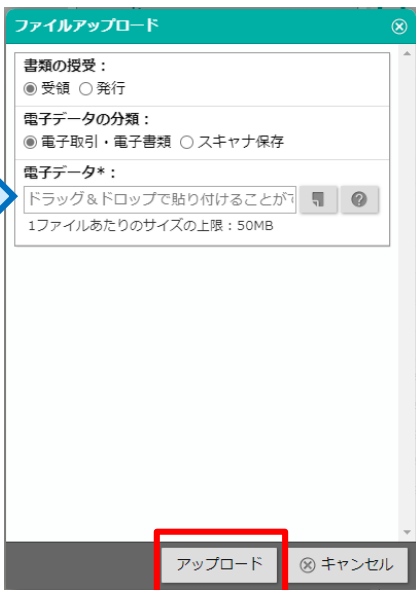 ファイルアップロード
書類の授受：
受領 発行
電子データの分類：
電子取引・電子書類 スキャナ保存
電子データ*：
ドラッグ＆ドロップで貼り付けることが
1ファイルあたりのサイズの上限：50MB
アップロード キャンセル